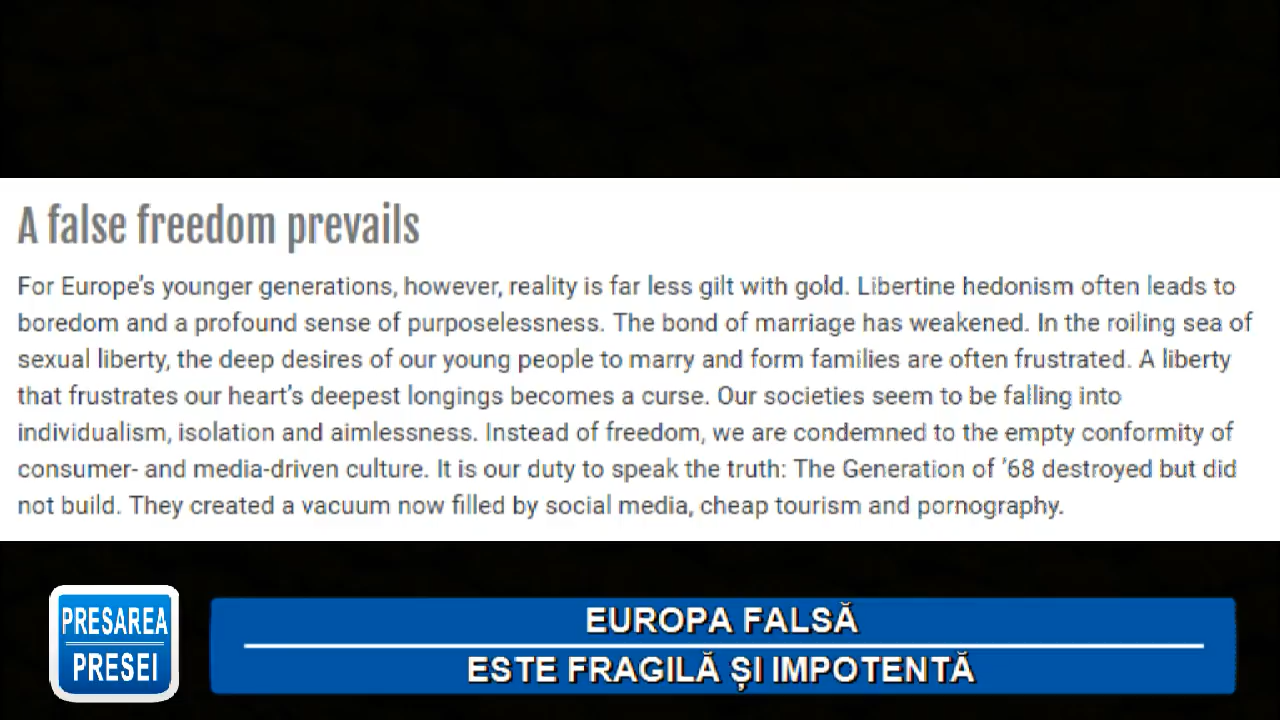 A false freedom prevails
For Europe's younger generations, however, reality is far less gilt with gold. Libertine hedonism often leads to
boredom and a profound sense of purposelessness. The bond of marriage has weakened. In the roiling sea of
sexual liberty, the deep desires of our young people to marry and form families are often frustrated. A liberty
that frustrates our heart's deepest longings becomes a curse. Our societies seem to be falling into
individualism, isolation and aimlessness. Instead of freedom, we are condemned to the empty conformity of
consumer- and media-driven culture. It is our duty to speak the truth: The Generation of '68 destroyed but did
not build. They created a vacuum now filled by social media, cheap tourism and pornography.
PRESAREA
PRESEI
EUROPA FALSĂ
ESTE FRAGILĂ ȘI IMPOTENTĂ